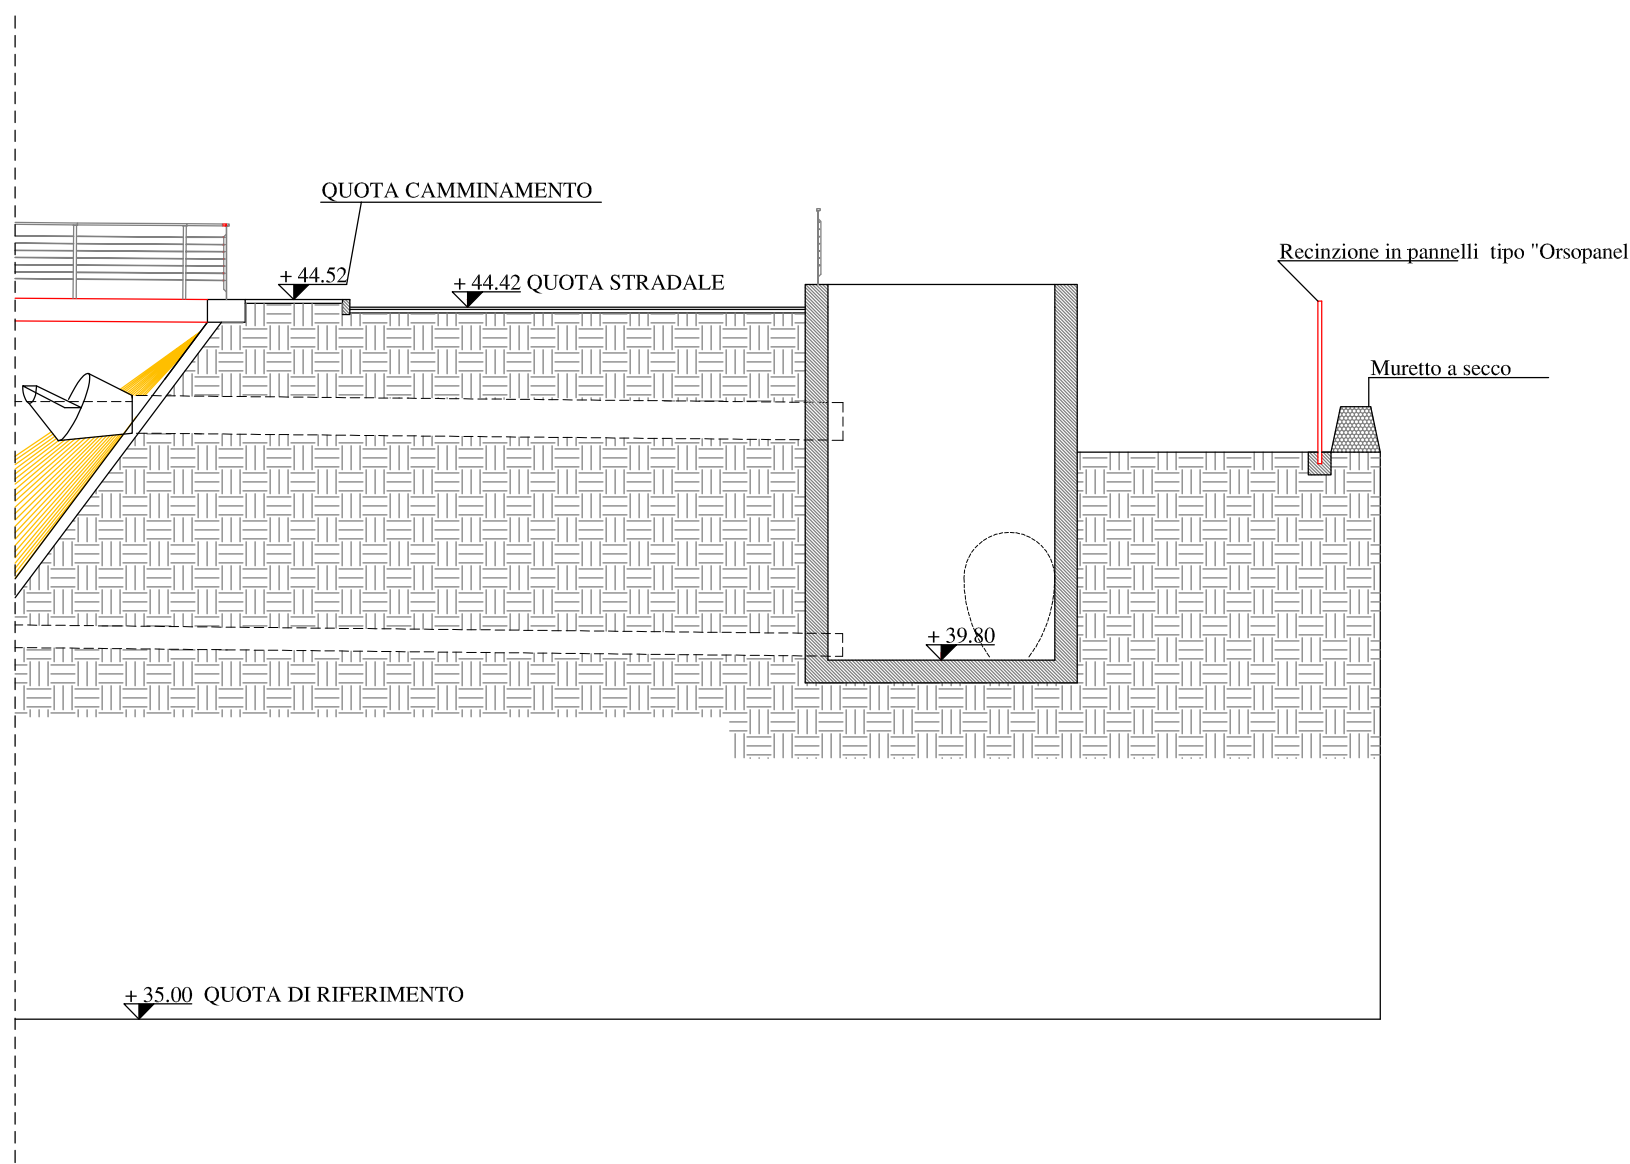 QUOTA CAMMINAMENTO
Recinzione in pannelli tipo "Orsopanel
+ 44.52
+ 44.42 QUOTA STRADALE
Muretto a secco
+ 39.80
+ 35.00 QUOTA DI RIFERIMENTO